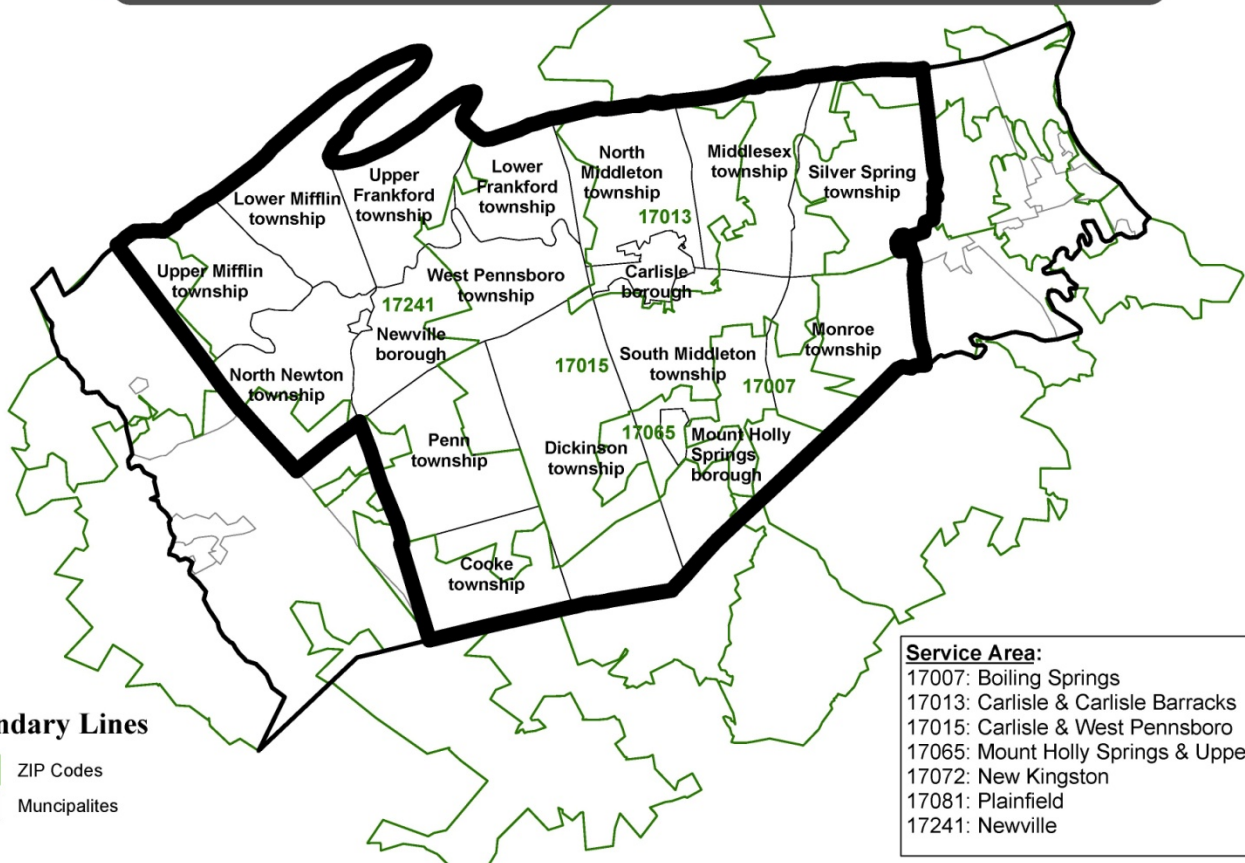 Lower Mifflin
township
Upper
Frankford
township
Lower
Frankford
township
North
Middleton
township
Middlesex
township
Silver Spring
township
17013
Upper Mifflin
township
West Pennsboro
township
Carlisle
borough
17241
Newville
borough
Monroe
township
17015
South Middleton
township
17007
North Newton
township
Penn
township
Dickinson
township
17065
Mount Holly
Springs
borough
Cooke
township
ndary Lines
ZIP Codes
Muncipalites
Service Area:
17007: Boiling Springs
17013: Carlisle & Carlisle Barracks
17015: Carlisle & West Pennsboro
17065: Mount Holly Springs & Uppe
17072: New Kingston
17081: Plainfield
17241: Newville